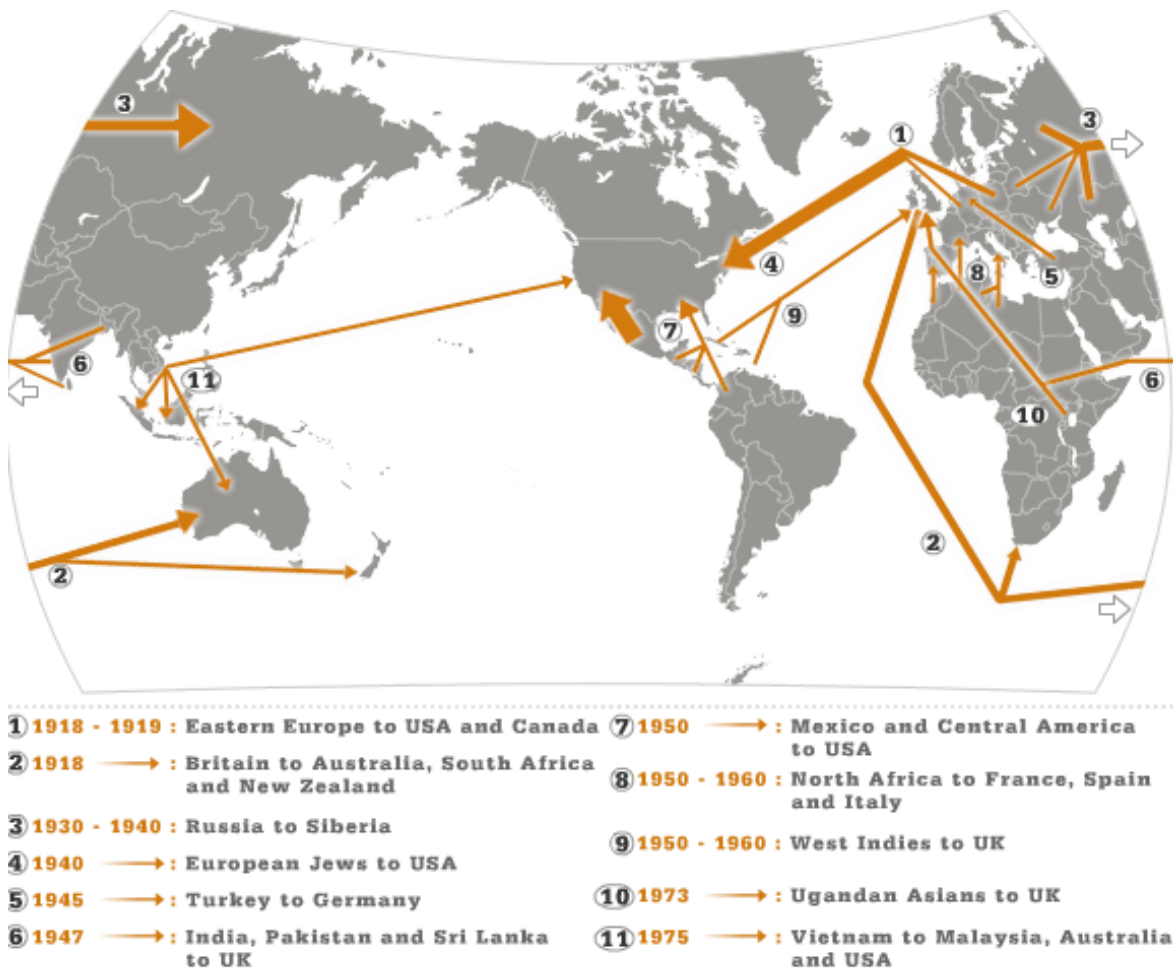 3
1
3
4
5
8
7
9
6
11
6
10
2
2
1 1918 - 1919 : Eastern Europe to USA and Canada
2 1918 → : Britain to Australia, South Africa
and New Zealand
3 1930 - 1940 : Russia to Siberia
4 1940 → : European Jews to USA
5 1945 → : Turkey to Germany
6 1947 → : India, Pakistan and Sri Lanka
to UK
7 1950 → : Mexico and Central America
to USA
8 1950 - 1960 : North Africa to France, Spain
and Italy
9 1950 - 1960 : West Indies to UK
10 1973 → : Ugandan Asians to UK
11 1975 → : Vietnam to Malaysia, Australia
and USA